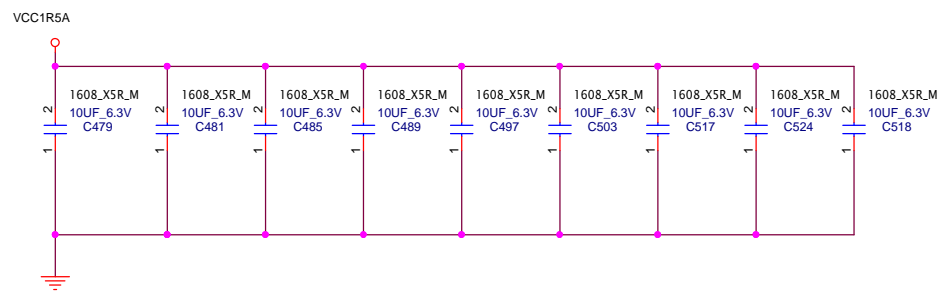 VCC1R5A
2
1608_X5R_M
10UF_6.3V
C479
1
2
1608_X5R_M
10UF_6.3V
C481
1
2
1608_X5R_M
10UF_6.3V
C485
1
2
1608_X5R_M
10UF_6.3V
C489
1
2
1608_X5R_M
10UF_6.3V
C497
1
2
1608_X5R_M
10UF_6.3V
C503
1
2
1608_X5R_M
10UF_6.3V
C517
1
2
1608_X5R_M
10UF_6.3V
C524
1
2
1608_X5R_M
10UF_6.3V
C518
1